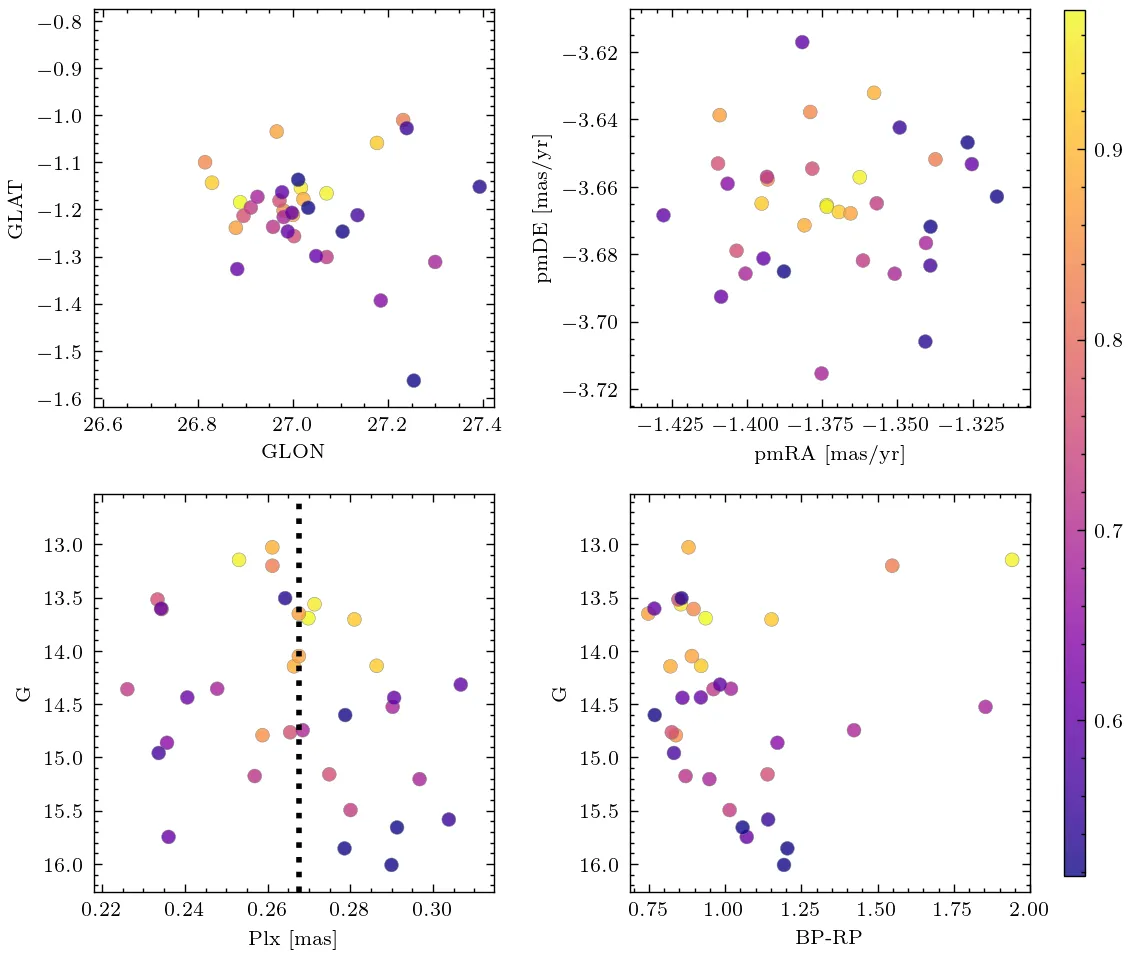 −0.8
−0.9
−1.0
−1.1
−1.2
−1.3
−1.4
−1.5
−1.6
GLAT
26.6 26.8 27.0 27.2 27.4
GLON
−3.62
−3.64
−3.66
−3.68
−3.70
−3.72
pmDE [mas/yr]
−1.425 −1.400 −1.375 −1.350 −1.325
pmRA [mas/yr]
13.0
13.5
14.0
14.5
15.0
15.5
16.0
G
0.22 0.24 0.26 0.28 0.30
Plx [mas]
13.0
13.5
14.0
14.5
15.0
15.5
16.0
G
0.75 1.00 1.25 1.50 1.75 2.00
BP-RP
0.9
0.8
0.7
0.6